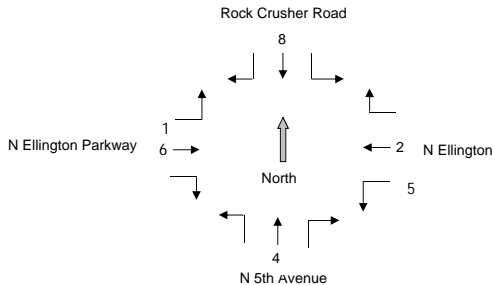 Rock Crusher Road
8
1
N Ellington Parkway
6
2
N Ellington
North
5
4
N 5th Avenue